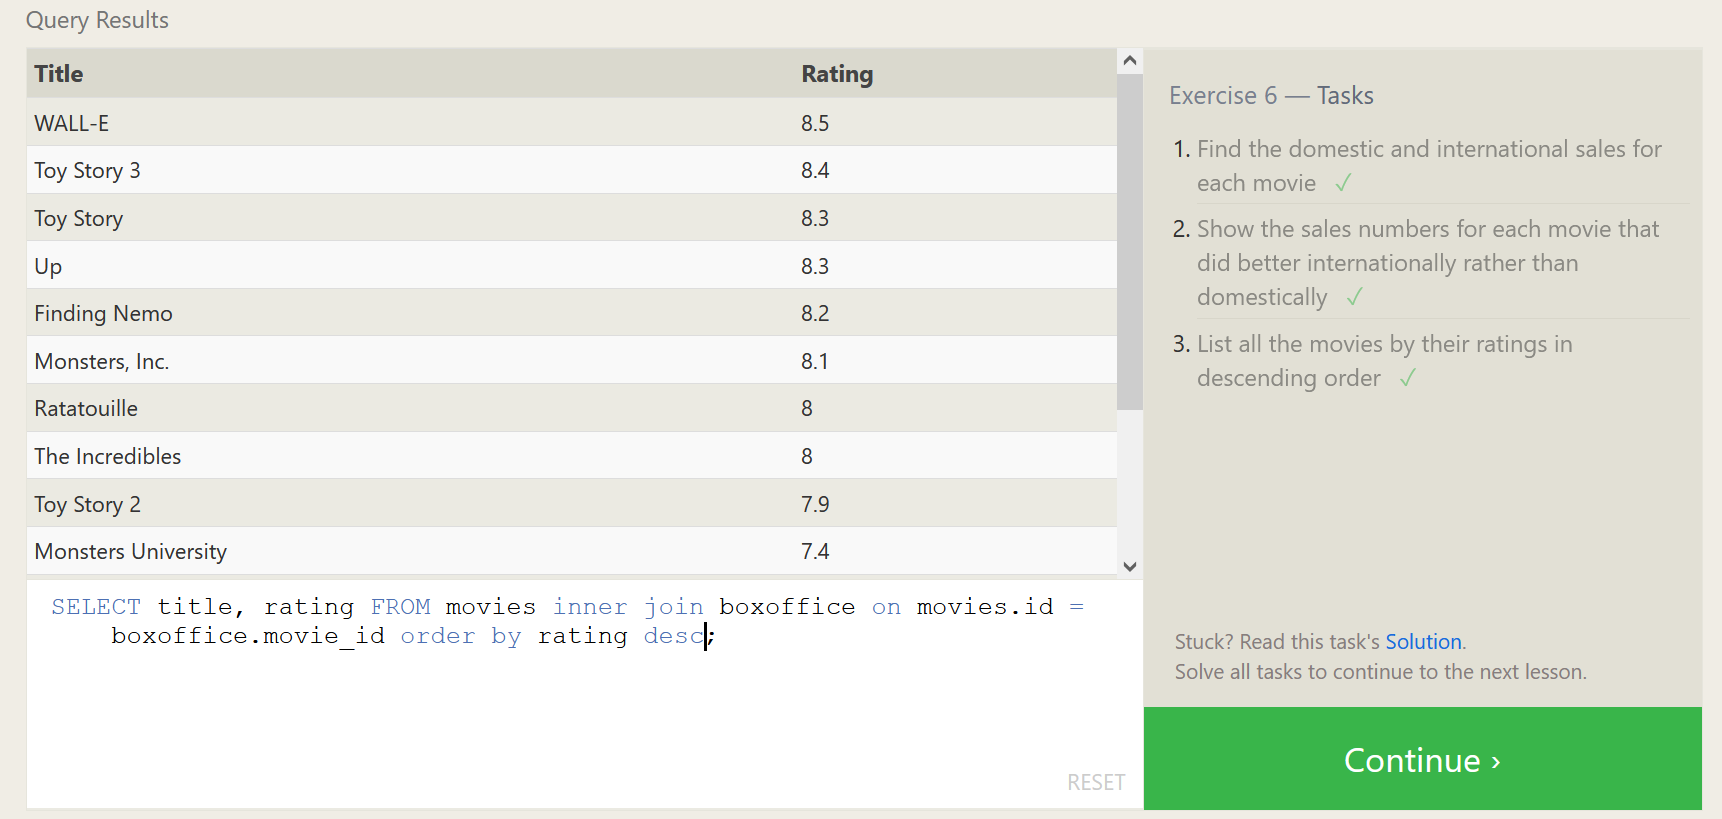 Query Results
Title Rating
WALL-E 8.5
Toy Story 3 8.4
Toy Story 8.3
Up 8.3
Finding Nemo 8.2
Monsters, Inc. 8.1
Ratatouille 8
The Incredibles 8
Toy Story 2 7.9
Monsters University 7.4
SELECT title, rating FROM movies inner join boxoffice on movies.id =
boxoffice.movie_id order by rating desc;
RESET
Exercise 6 — Tasks
1. Find the domestic and international sales for
each movie ✓
2. Show the sales numbers for each movie that
did better internationally rather than
domestically ✓
3. List all the movies by their ratings in
descending order ✓
Stuck? Read this task's Solution.
Solve all tasks to continue to the next lesson.
Continue ›